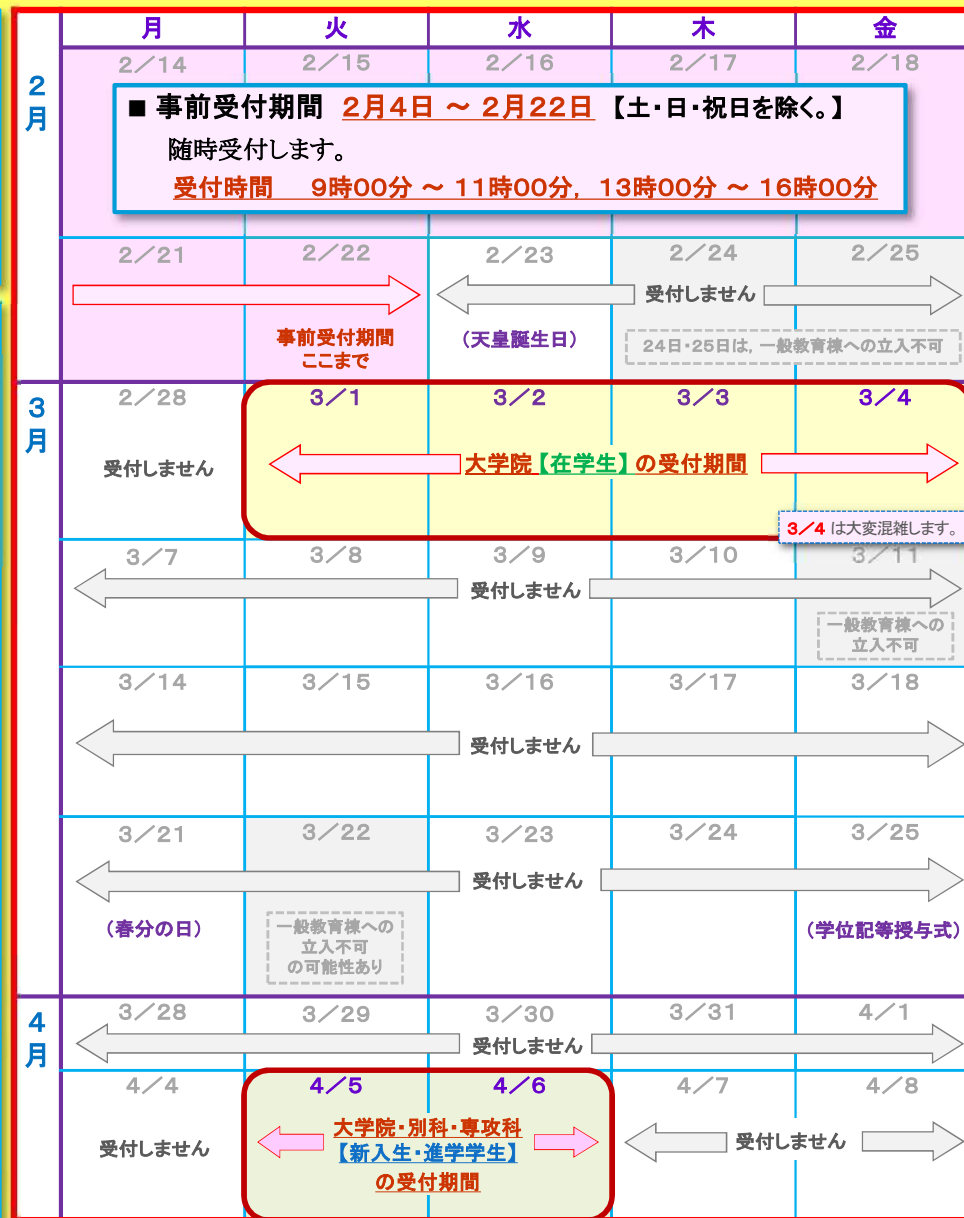 月 火 水 木 金
2月
2／14 2／15 2／16 2／17 2／18
■ 事前受付期間 2月4日 ～ 2月22日 【土・日・祝日を除く。】
随時受付します。
受付時間 9時00分 ～ 11時00分, 13時00分 ～ 16時00分
2／21 2／22 2／23 2／24 2／25
受付しません
事前受付期間
ここまで
（天皇誕生日）
24日・25日は, 一般教育棟への立入不可
3月
2／28 3／1 3／2 3／3 3／4
受付しません
大学院【在学生】の受付期間
3／4 は大変混雑します。
3／7 3／8 3／9 3／10 3／11
受付しません
一般教育棟への
立入不可
3／14 3／15 3／16 3／17 3／18
受付しません
3／21 3／22 3／23 3／24 3／25
受付しません
（春分の日）
一般教育棟への
立入不可
の可能性あり
（学位記等授与式）
4月
3／28 3／29 3／30 3／31 4／1
受付しません
4／4 4／5 4／6 4／7 4／8
受付しません
大学院・別科・専攻科
【新入生・進学学生】
の受付期間
受付しません